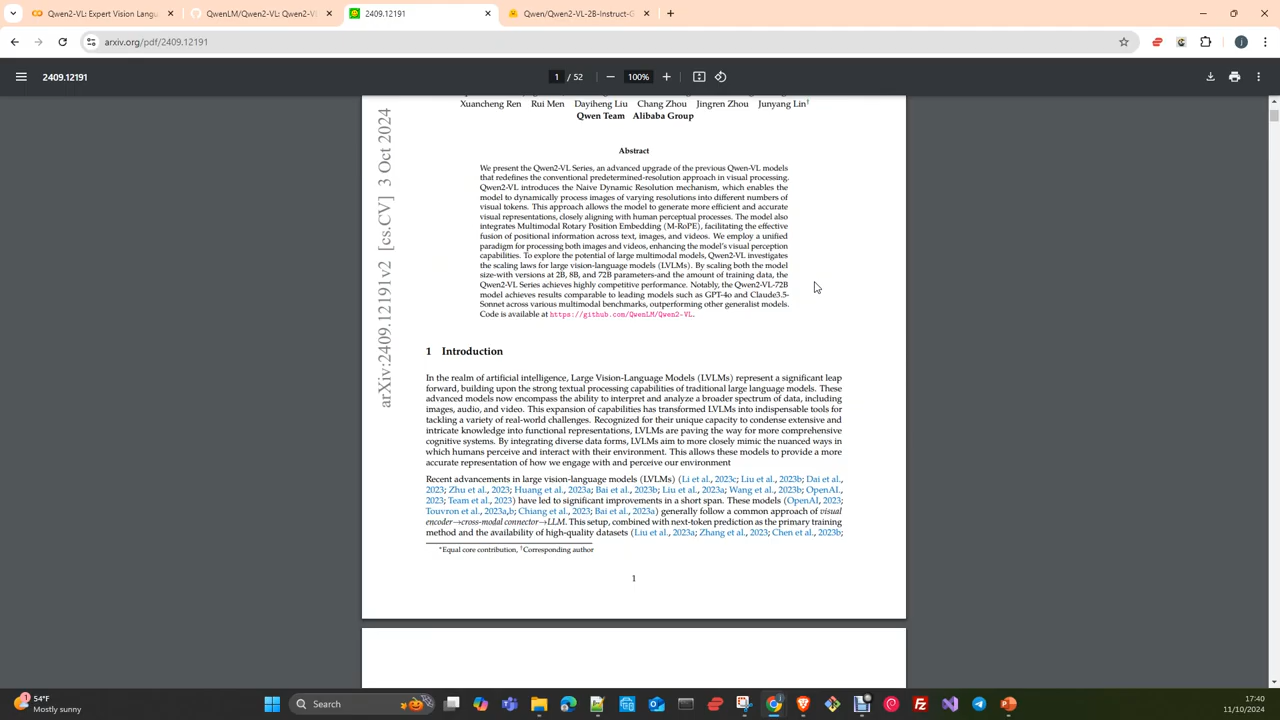 Qwen2-VL: Expert Vision Langu
QwenLM/Qwen2-VL: Qwen2-VL
2409.12191
Qwen/Qwen2-VL-2B-Instruct-G
arxiv.org/pdf/2409.12191
2409.12191
1 / 52
100%
Xuancheng Ren Rui Men Dayiheng Liu Chang Zhou Jingren Zhou Junyang Lin†
Qwen Team Alibaba Group
arXiv:2409.12191v2 [cs.CV] 3 Oct 2024
Abstract
We present the Qwen2-VL Series, an advanced upgrade of the previous Qwen-VL models
that redefines the conventional predetermined-resolution approach in visual processing.
Qwen2-VL introduces the Naive Dynamic Resolution mechanism, which enables the
model to dynamically process images of varying resolutions into different numbers of
visual tokens. This approach allows the model to generate more efficient and accurate
visual representations, closely aligning with human perceptual processes. The model also
integrates Multimodal Rotary Position Embedding (M-RoPE), facilitating the effective
fusion of positional information across text, images, and videos. We employ a unified
paradigm for processing both images and videos, enhancing the model's visual perception
capabilities. To explore the potential of large multimodal models, Qwen2-VL investigates
the scaling laws for large vision-language models (LVLMs). By scaling both the model
size-with versions at 2B, 8B, and 72B parameters-and the amount of training data, the
Qwen2-VL Series achieves highly competitive performance. Notably, the Qwen2-VL-72B
model achieves results comparable to leading models such as GPT-4o and Claude3.5-
Sonnet across various multimodal benchmarks, outperforming other generalist models.
Code is available at https://github.com/QwenLM/Qwen2-VL.
1 Introduction
In the realm of artificial intelligence, Large Vision-Language Models (LVLMs) represent a significant leap
forward, building upon the strong textual processing capabilities of traditional large language models. These
advanced models now encompass the ability to interpret and analyze a broader spectrum of data, including
images, audio, and video. This expansion of capabilities has transformed LVLMs into indispensable tools for
tackling a variety of real-world challenges. Recognized for their unique capacity to condense extensive and
intricate knowledge into functional representations, LVLMs are paving the way for more comprehensive
cognitive systems. By integrating diverse data forms, LVLMs aim to more closely mimic the nuanced ways in
which humans perceive and interact with their environment. This allows these models to provide a more
accurate representation of how we engage with and perceive our environment
Recent advancements in large vision-language models (LVLMs) (Li et al., 2023c; Liu et al., 2023b; Dai et al.,
2023; Zhu et al., 2023; Huang et al., 2023a; Bai et al., 2023b; Liu et al., 2023a; Wang et al., 2023b; OpenAI.,
2023; Team et al., 2023) have led to significant improvements in a short span. These models (OpenAI, 2023;
Touvron et al., 2023a,b; Chiang et al., 2023; Bai et al., 2023a) generally follow a common approach of visual
encoder→cross-modal connector→LLM. This setup, combined with next-token prediction as the primary training
method and the availability of high-quality datasets (Liu et al., 2023a; Zhang et al., 2023; Chen et al., 2023b;
*Equal core contribution, †Corresponding author
1
54°F
Mostly sunny
Search
17:40
11/10/2024